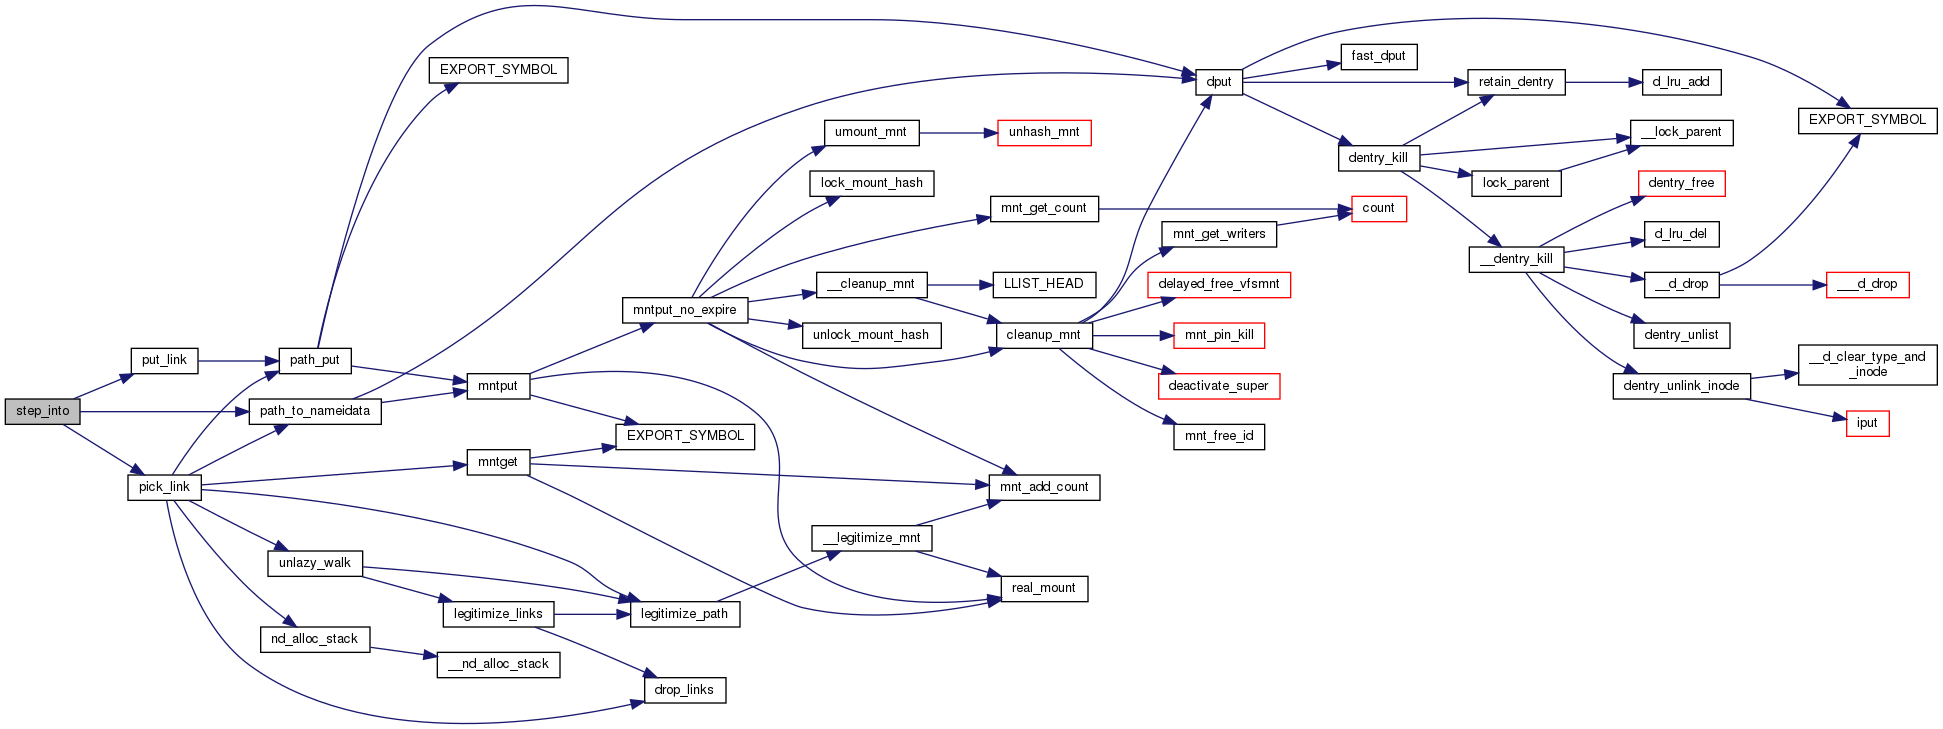 step_into
put_link
pick_link
path_put
path_to_nameidata
unlazy_walk
nd_alloc_stack
EXPORT_SYMBOL
mntput
mntget
legitimize_links
__nd_alloc_stack
mntput_no_expire
EXPORT_SYMBOL
legitimize_path
drop_links
umount_mnt
lock_mount_hash
__cleanup_mnt
unlock_mount_hash
__legitimize_mnt
unhash_mnt
mnt_get_count
LLIST_HEAD
cleanup_mnt
mnt_add_count
real_mount
dput
mnt_get_writers
delayed_free_vfsmnt
mnt_pin_kill
deactivate_super
mnt_free_id
fast_dput
dentry_kill
count
retain_dentry
lock_parent
__dentry_kill
d_lru_add
__lock_parent
dentry_free
d_lru_del
__d_drop
dentry_unlist
dentry_unlink_inode
EXPORT_SYMBOL
___d_drop
__d_clear_type_and
_inode
iput